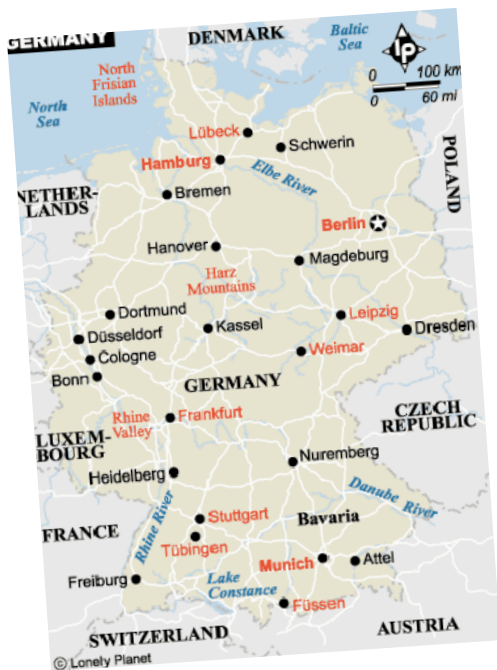 GERMANY
DENMARK
Baltic
Sea
lp
0 100 km
0 60 mi
North
Frisian
Islands
North
Sea
Lübeck
Schwerin
Hamburg
Elbe River
POLAND
NETHER-
LANDS
Bremen
Berlin
Hanover
Magdeburg
Harz
Mountains
Dortmund
Leipzig
Düsseldorf
Kassel
Dresden
Cologne
Weimar
Bonn
GERMANY
Rhine
Valley
Frankfurt
CZECH
REPUBLIC
LUXEM-
BOURG
Nuremberg
Heidelberg
Danube River
Rhine River
Stuttgart
Bavaria
FRANCE
Tübingen
Munich
Attel
Freiburg
Lake
Constance
Füssen
SWITZERLAND
AUSTRIA
© Lonely Planet